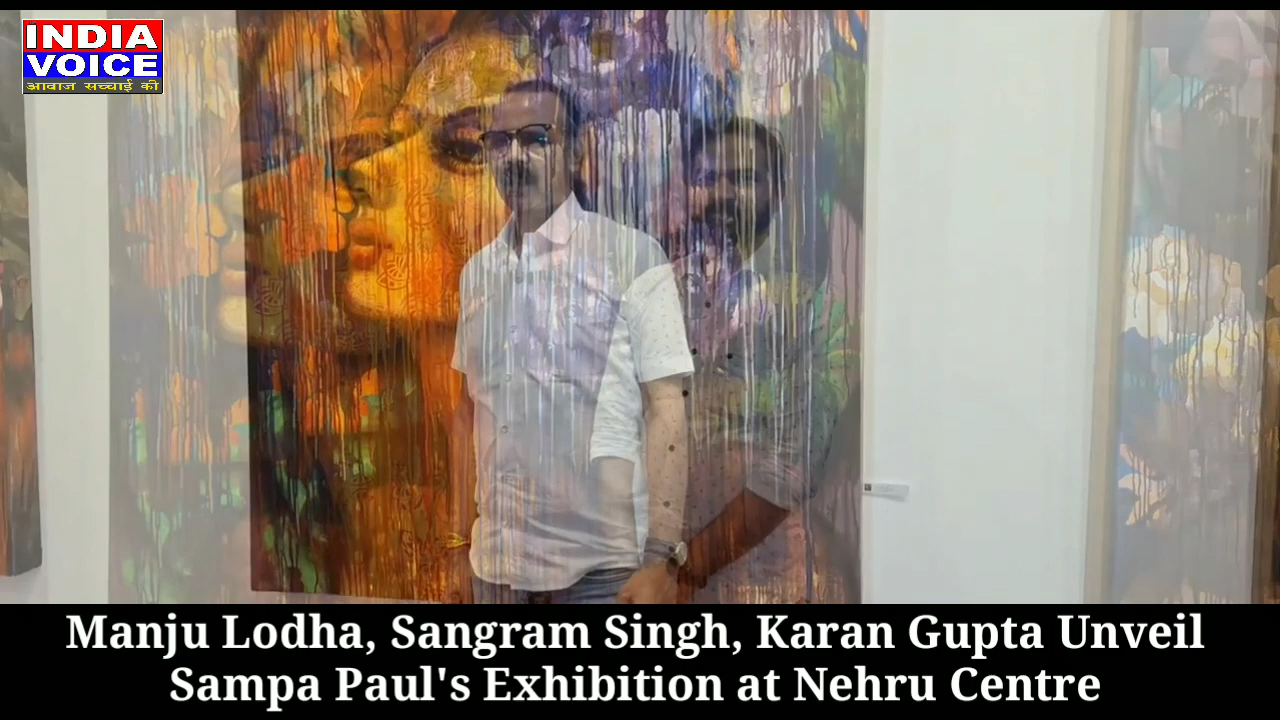 INDIA
VOICE
आवाज सच्चाई की
Manju Lodha, Sangram Singh, Karan Gupta Unveil
Sampa Paul's Exhibition at Nehru Centre